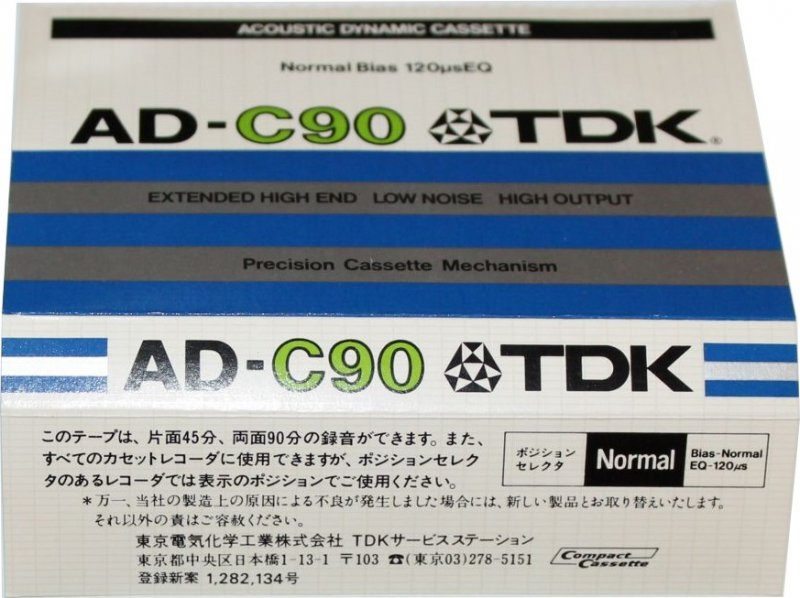 ACOUSTIC DYNAMIC CASSETTE
Normal Bias 120µsEQ
AD-C90 TDK®
EXTENDED HIGH END LOW NOISE HIGH OUTPUT
Precision Cassette Mechanism
AD-C90 TDK
このテープは、片面45分、両面90分の録音ができます。また、
すべてのカセットレコーダに使用できますが、ポジションセレク
タのあるレコーダでは表示のポジションでご使用ください。
ポジション
セレクタ
Normal
Bias-Normal
EQ-120µs
＊万一、当社の製造上の原因による不良が発生しました場合には、新しい製品とお取り替えいたします。
それ以外の責はご容赦ください。
東京電気化学工業株式会社 TDKサービスステーション
東京都中央区日本橋1-13-1 〒103 ☎(東京03)278-5151
登録新案 1,282,134号
Compact
Cassette